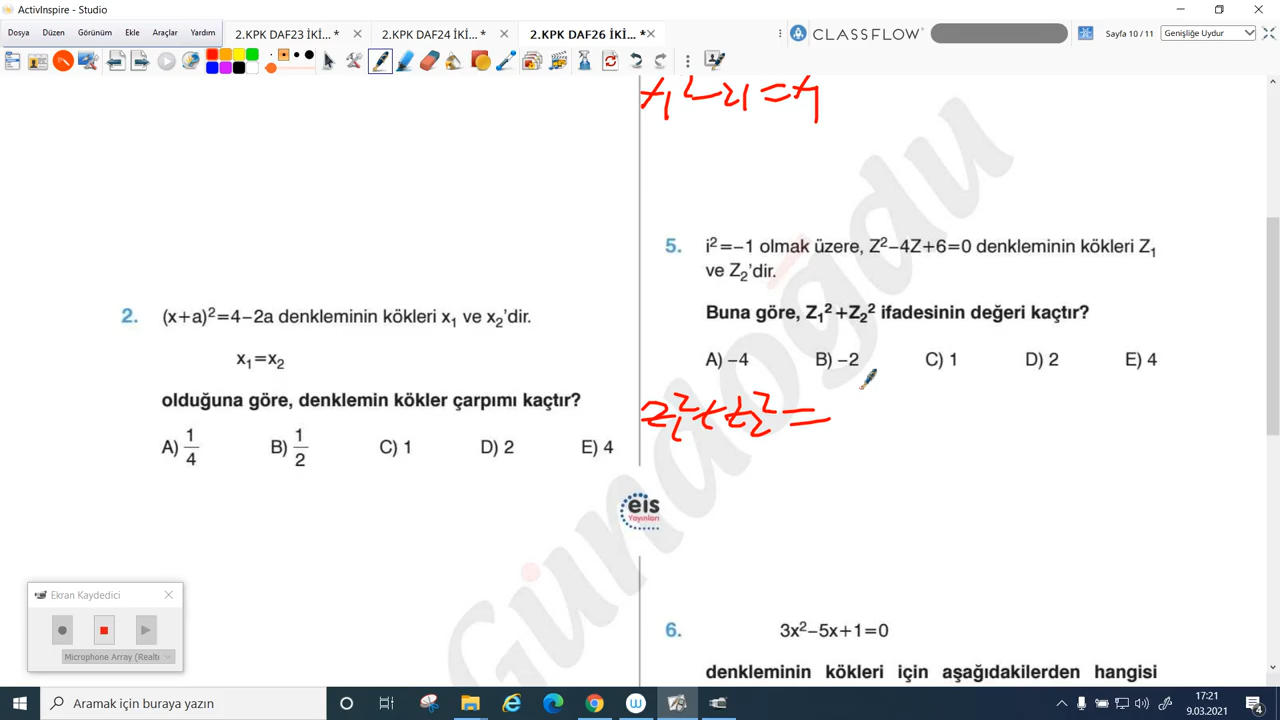 ActivInspire - Studio
Dosya Düzen Görünüm Ekle Araçlar Yardım
2.KPK DAF23 İKİ... *
2.KPK DAF24 İKİ... *
2.KPK DAF26 İKİ... *
CLASSFLOW
Sayfa 10 / 11
Genişliğe Uydur
2. (x+a)²=4−2a denkleminin kökleri x₁ ve x₂'dir.
x₁=x₂
olduğuna göre, denklemin kökler çarpımı kaçtır?
A) 1/4 B) 1/2 C) 1 D) 2 E) 4
5. i²=−1 olmak üzere, Z²−4Z+6=0 denkleminin kökleri Z₁
ve Z₂'dir.
Buna göre, Z₁²+Z₂² ifadesinin değeri kaçtır?
A) −4 B) −2 C) 1 D) 2 E) 4
z₁²+z₂²=
eis
Yayınları
Gündoğdu
6. 3x²−5x+1=0
denkleminin kökleri için aşağıdakilerden hangisi
Ekran Kaydedici
Microphone Array (Realte
Aramak için buraya yazın
17:21
9.03.2021
4